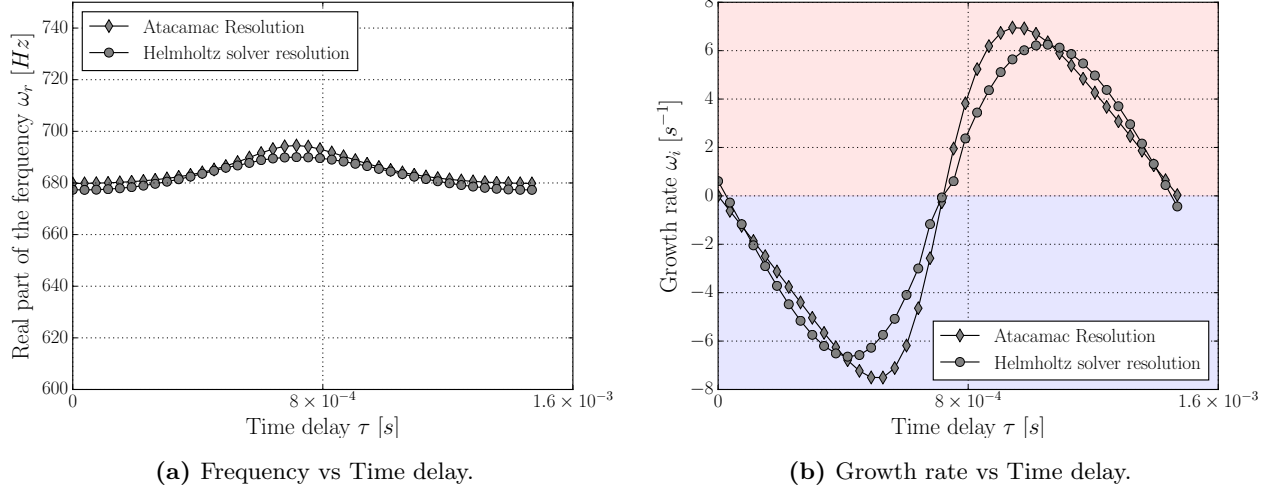 740
720
700
680
660
640
620
600
Real part of the ferquency ω_r [Hz]
Atacamac Resolution
Helmholtz solver resolution
0
8 × 10⁻⁴
1.6 × 10⁻³
Time delay τ [s]
(a) Frequency vs Time delay.
8
6
4
2
0
−2
−4
−6
−8
Growth rate ω_i [s⁻¹]
Atacamac Resolution
Helmholtz solver resolution
0
8 × 10⁻⁴
1.6 × 10⁻³
Time delay τ [s]
(b) Growth rate vs Time delay.